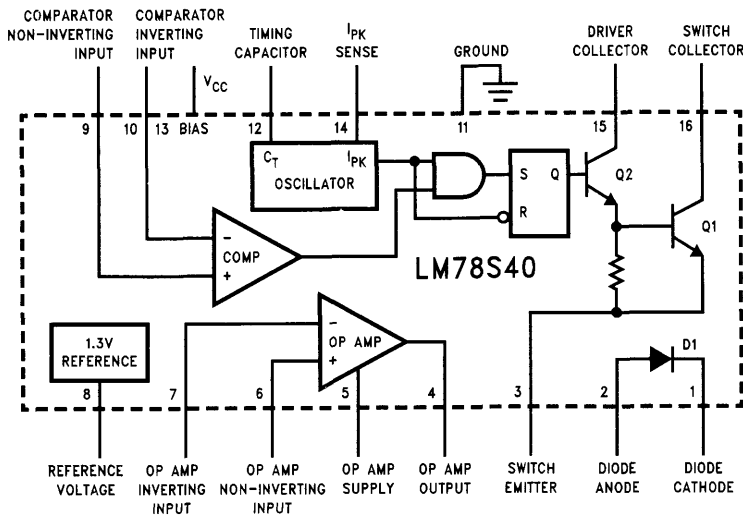 COMPARATOR
NON-INVERTING
INPUT
COMPARATOR
INVERTING
INPUT
VCC
TIMING
CAPACITOR
IPK
SENSE
GROUND
DRIVER
COLLECTOR
SWITCH
COLLECTOR
9
10
13
BIAS
12
14
11
15
16
CT
IPK
OSCILLATOR
S
Q
R
Q2
Q1
-
COMP
+
LM78S40
1.3V
REFERENCE
-
OP AMP
+
D1
8
7
6
5
4
3
2
1
REFERENCE
VOLTAGE
OP AMP
INVERTING
INPUT
OP AMP
NON-INVERTING
INPUT
OP AMP
SUPPLY
OP AMP
OUTPUT
SWITCH
EMITTER
DIODE
ANODE
DIODE
CATHODE